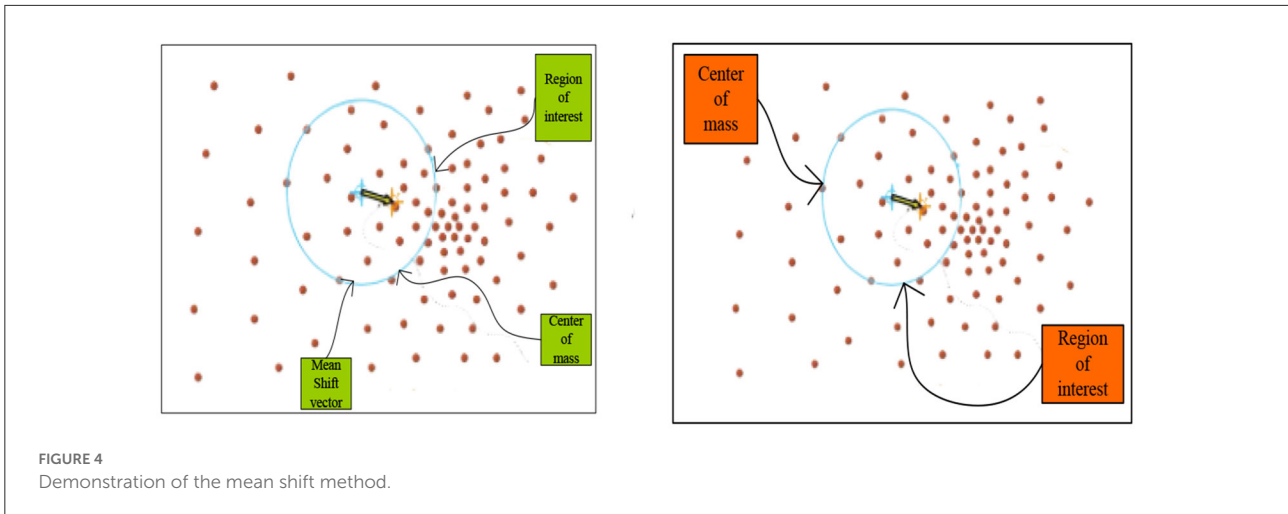 Region
of
interest
Mean
Shift
vector
Center
of
mass
Center
of
mass
Region
of
interest
FIGURE 4
Demonstration of the mean shift method.